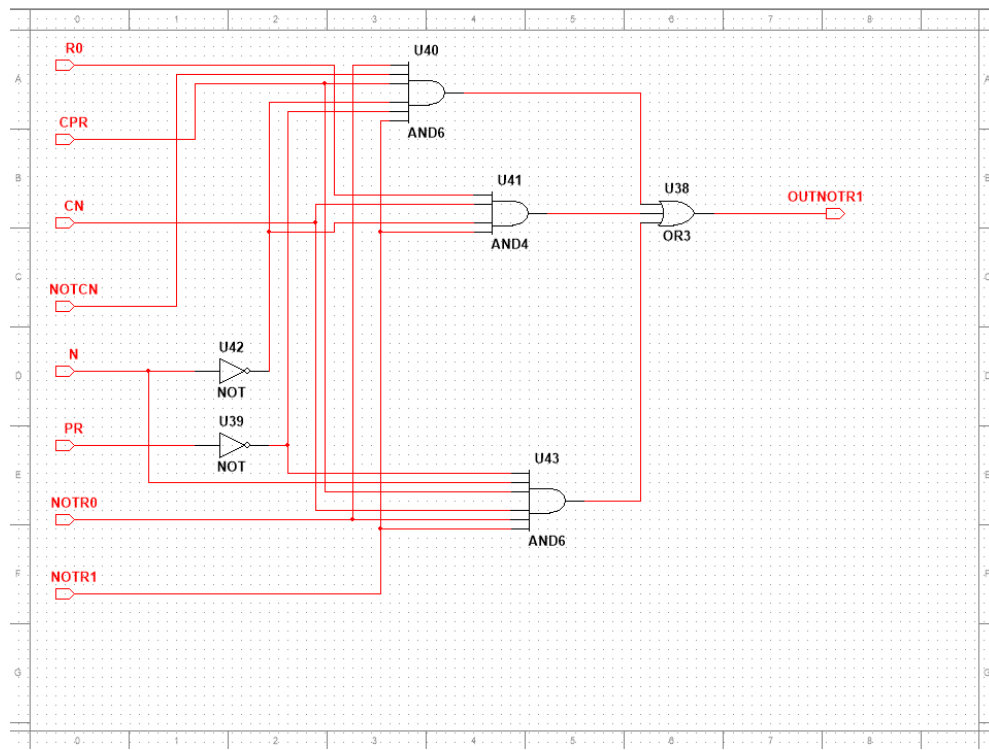 0 1 2 3 4 5 6 7 8
R0
U40
A
A
CPR
AND6
B
U41
U38
B
OUTNOTR1
CN
AND4
OR3
C
C
NOTCN
N
U42
D
D
NOT
U39
PR
NOT
U43
E
E
NOTR0
AND6
NOTR1
F
F
G
G
0 1 2 3 4 5 6 7 8